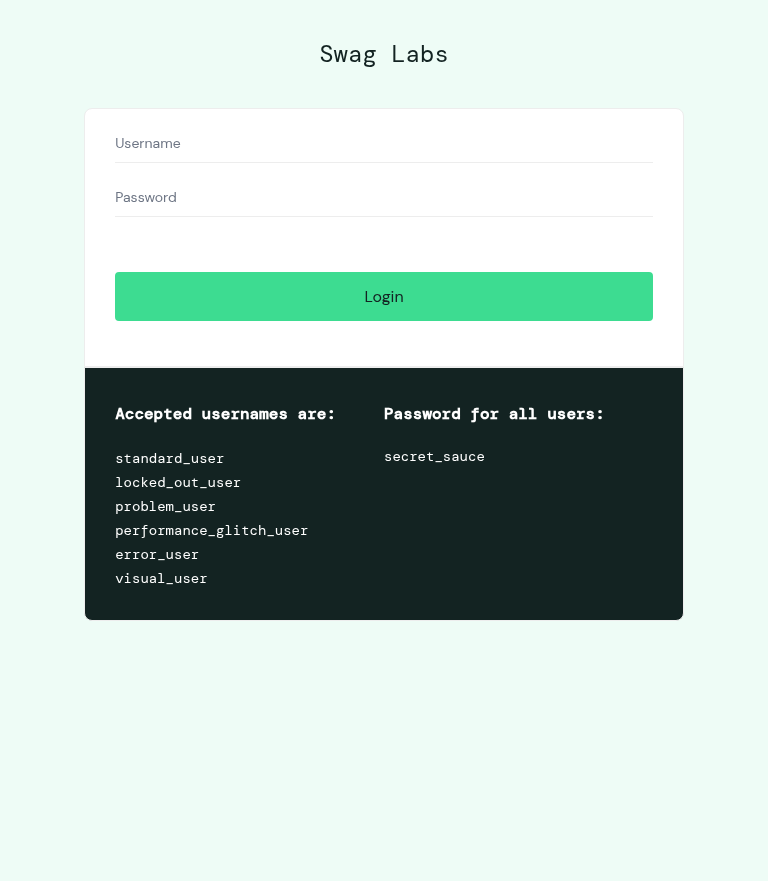 Swag Labs
Username
Password
Login
Accepted usernames are:
standard_user
locked_out_user
problem_user
performance_glitch_user
error_user
visual_user
Password for all users:
secret_sauce